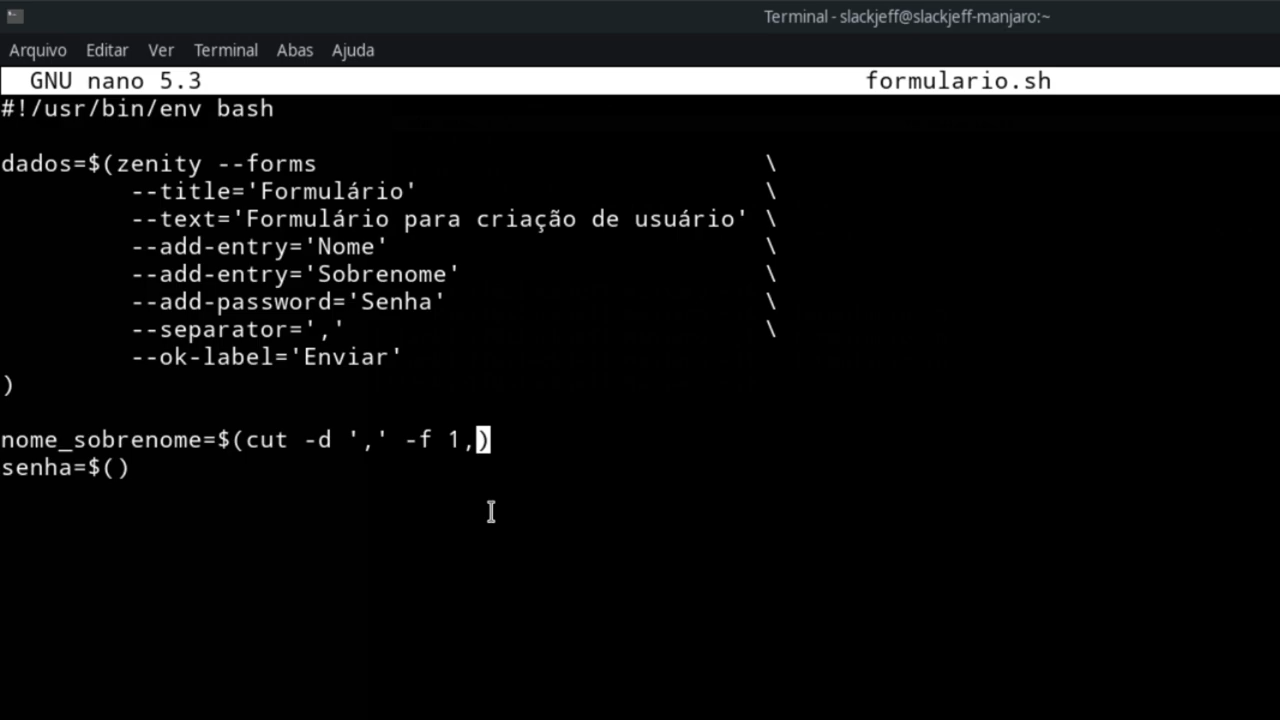 Terminal - slackjeff@slackjeff-manjaro:~
Arquivo Editar Ver Terminal Abas Ajuda
GNU nano 5.3 formulario.sh
#!/usr/bin/env bash
dados=$(zenity --forms \
--title='Formulário' \
--text='Formulário para criação de usuário' \
--add-entry='Nome' \
--add-entry='Sobrenome' \
--add-password='Senha' \
--separator=',' \
--ok-label='Enviar'
)
nome_sobrenome=$(cut -d ',' -f 1,)
senha=$()